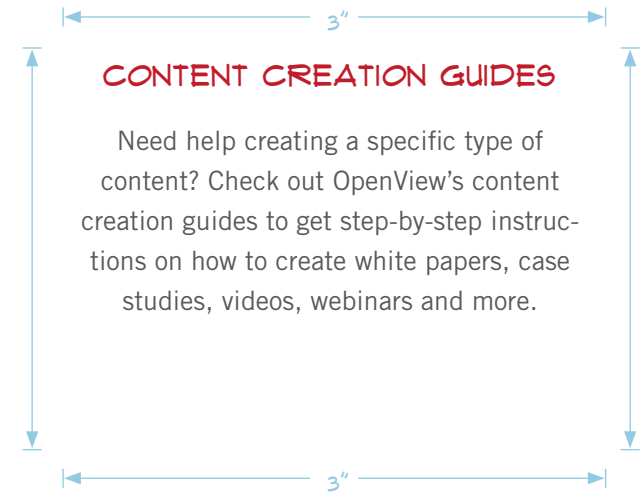 3"
CONTENT CREATION GUIDES
Need help creating a specific type of
content? Check out OpenView’s content
creation guides to get step-by-step instruc-
tions on how to create white papers, case
studies, videos, webinars and more.
3"